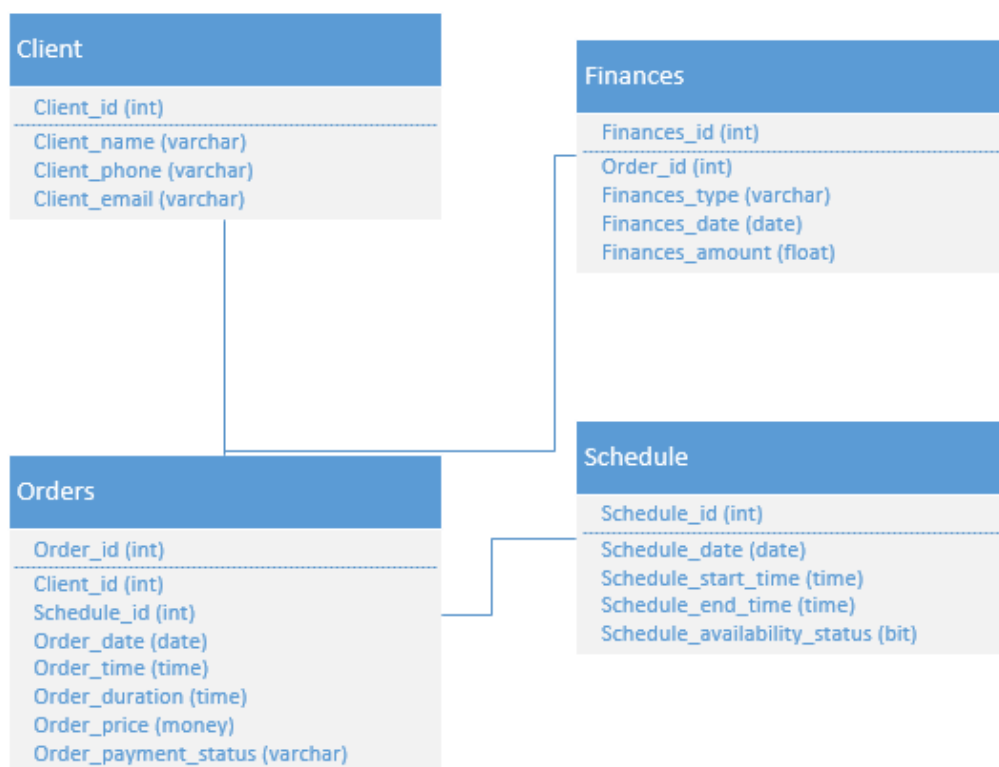 Client
Client_id (int)
Client_name (varchar)
Client_phone (varchar)
Client_email (varchar)
Finances
Finances_id (int)
Order_id (int)
Finances_type (varchar)
Finances_date (date)
Finances_amount (float)
Orders
Order_id (int)
Client_id (int)
Schedule_id (int)
Order_date (date)
Order_time (time)
Order_duration (time)
Order_price (money)
Order_payment_status (varchar)
Schedule
Schedule_id (int)
Schedule_date (date)
Schedule_start_time (time)
Schedule_end_time (time)
Schedule_availability_status (bit)